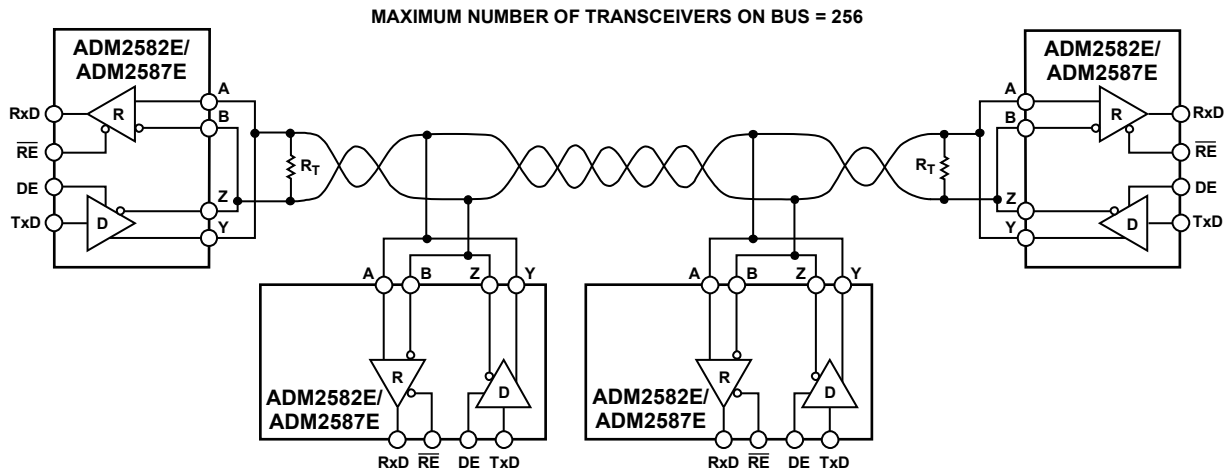 MAXIMUM NUMBER OF TRANSCEIVERS ON BUS = 256
ADM2582E/
ADM2587E
A
R
RxD
B
RE
RT
DE
Z
TxD
D
Y
ADM2582E/
ADM2587E
A
R
RxD
B
RE
RT
DE
Z
TxD
D
Y
A
B
Z
Y
R
D
ADM2582E/
ADM2587E
RxD
RE
DE
TxD
A
B
Z
Y
R
D
ADM2582E/
ADM2587E
RxD
RE
DE
TxD